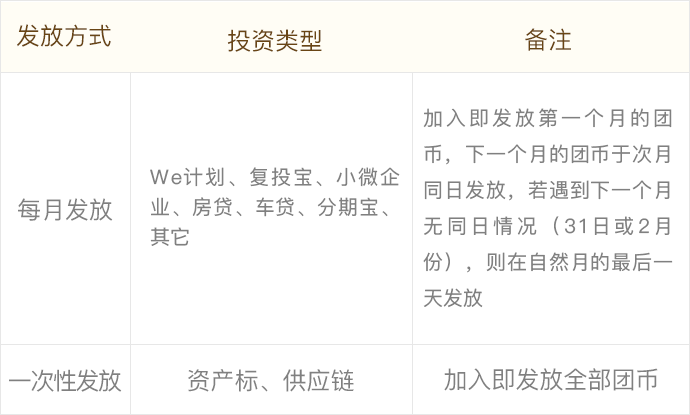 发放方式
投资类型
备注
每月发放
We计划、复投宝、小微企
业、房贷、车贷、分期宝、
其它
加入即发放第一个月的团
币，下一个月的团币于次月
同日发放，若遇到下一个月
无同日情况（31日或2月
份），则在自然月的最后一
天发放
一次性发放
资产标、供应链
加入即发放全部团币